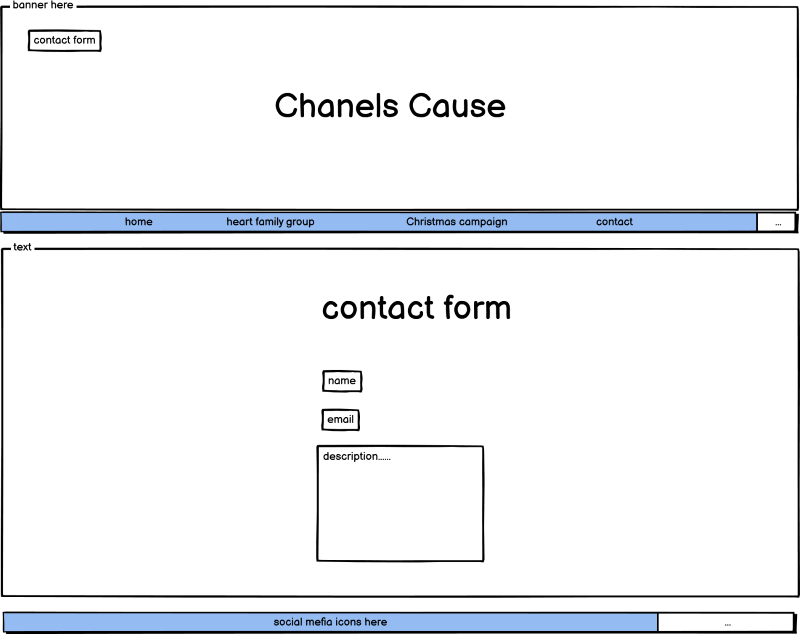 banner here
contact form
Chanels Cause
home heart family group Christmas campaign contact ...
text
contact form
name
email
description......
social mefia icons here ...